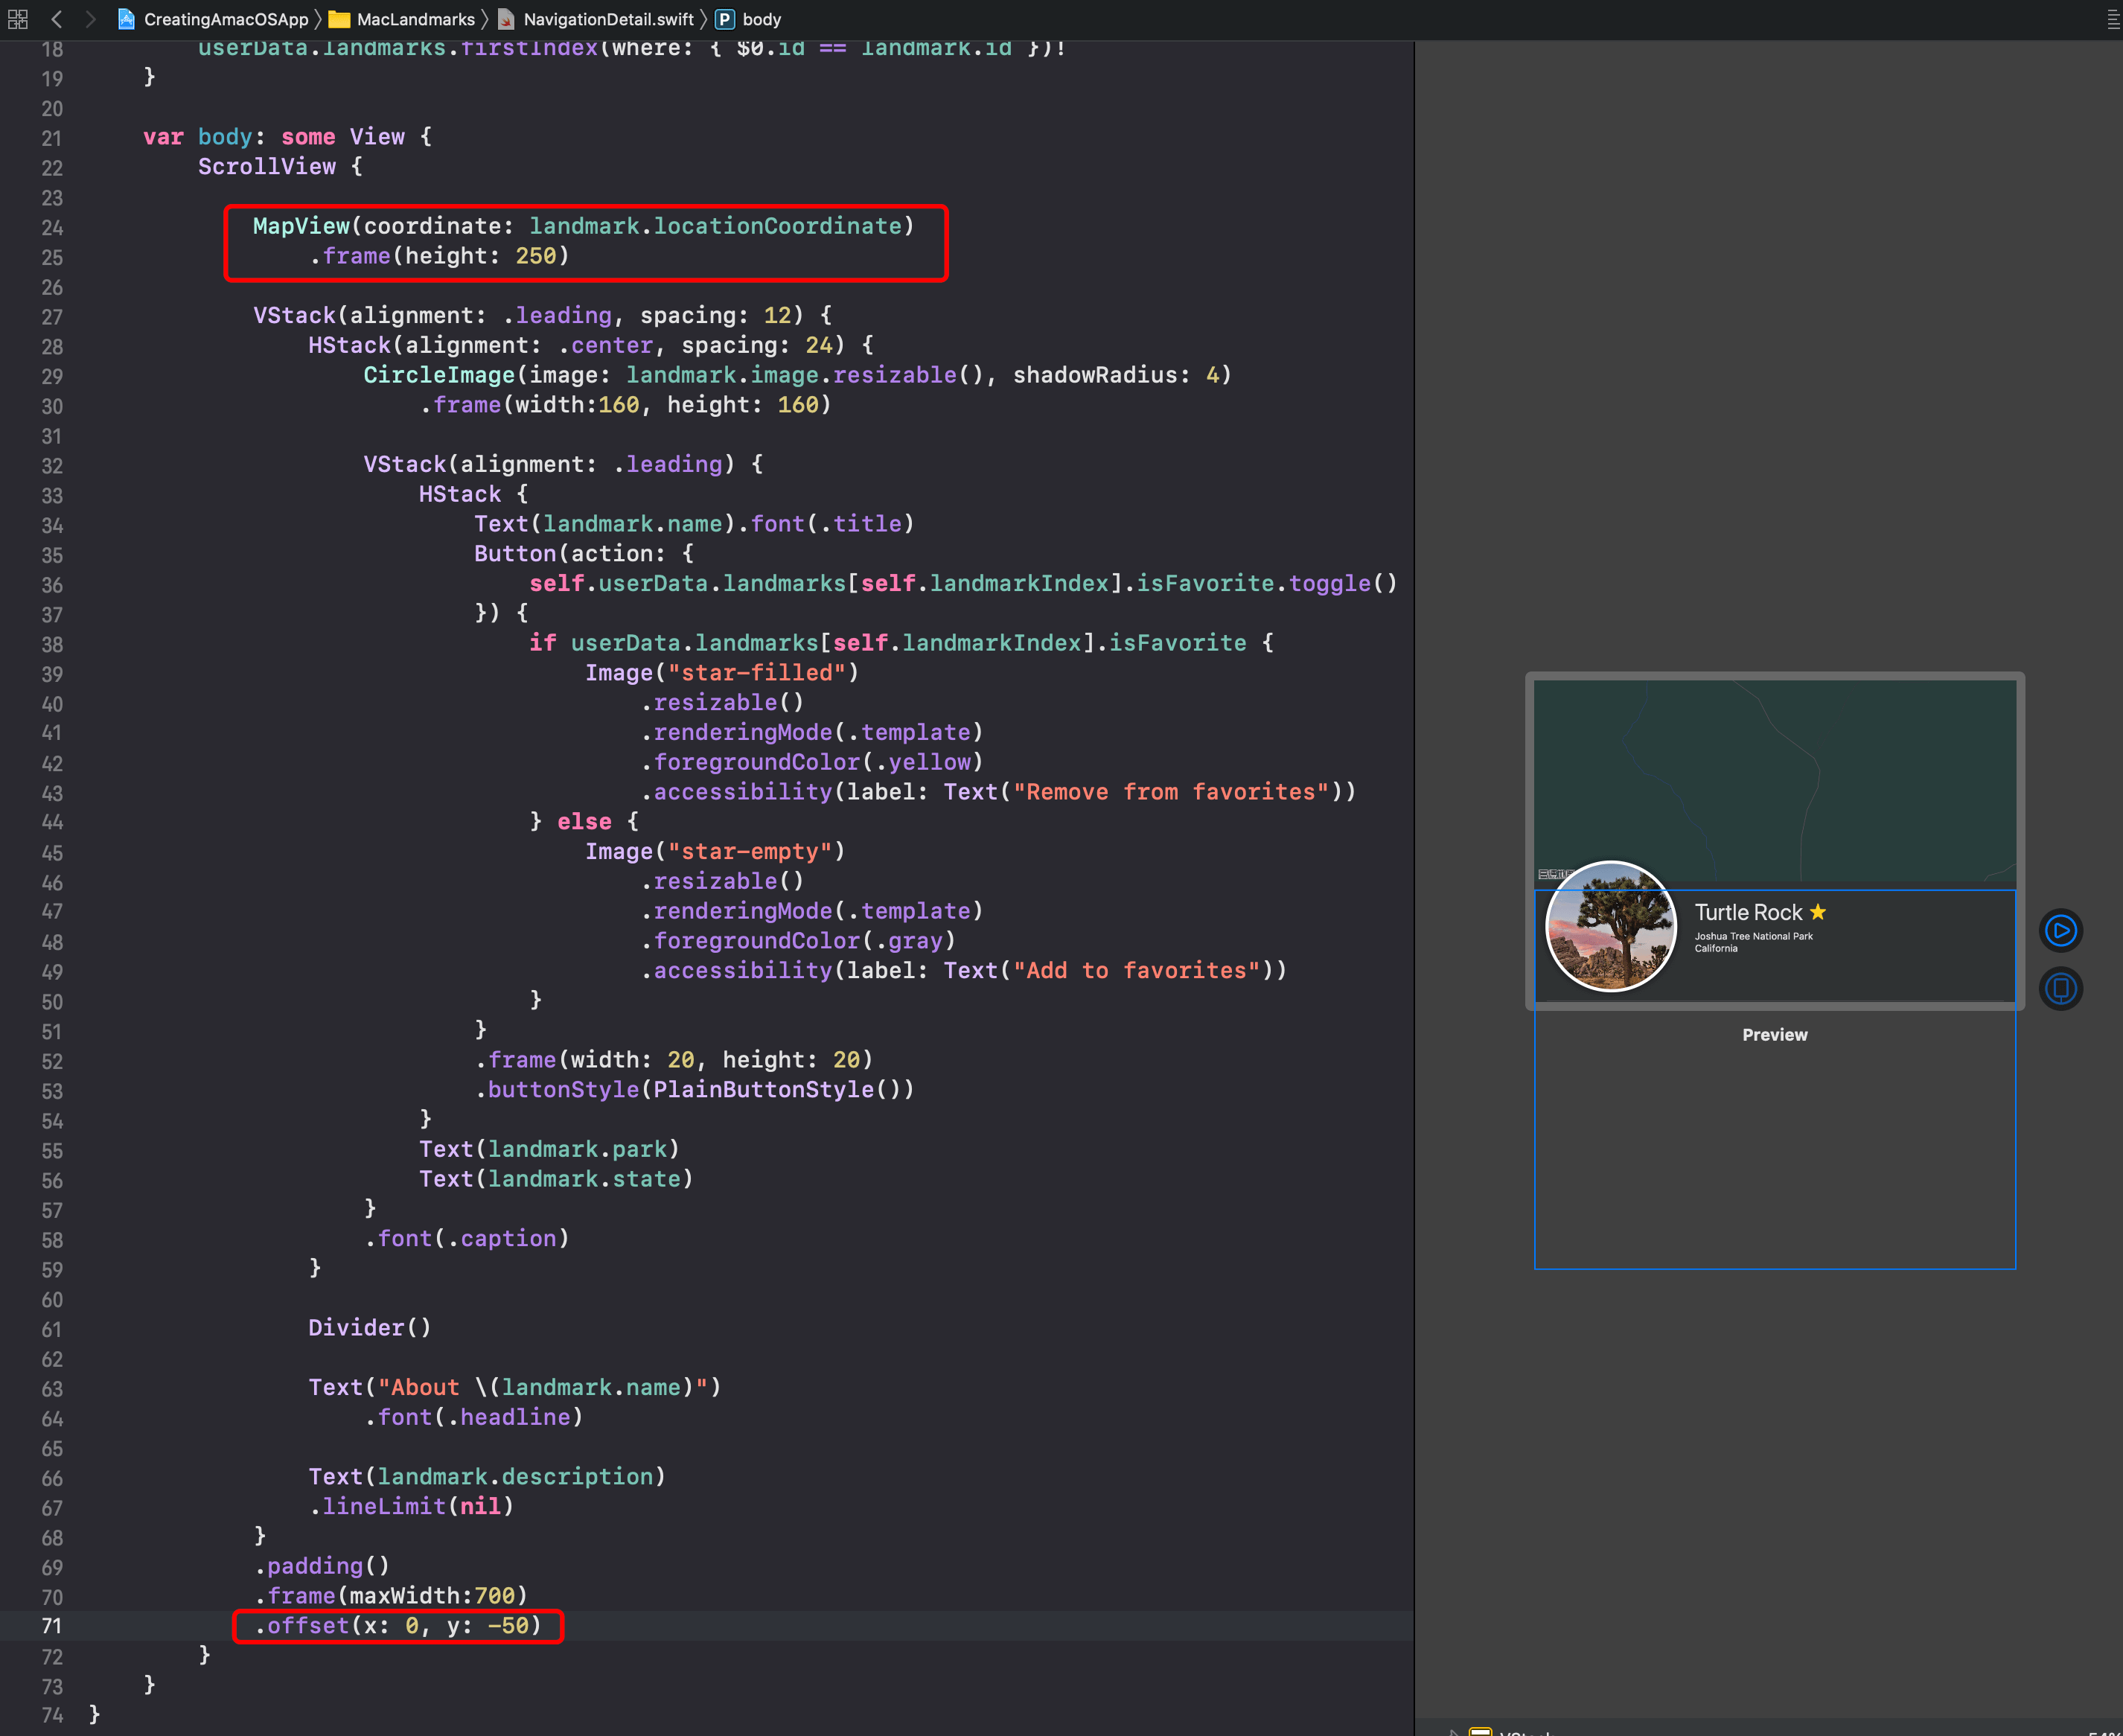 CreatingAmacOSApp MacLandmarks NavigationDetail.swift P body
18 userData.landmarks.firstIndex(where: { $0.id == landmark.id })!
19 }
20
21 var body: some View {
22 ScrollView {
23
24 MapView(coordinate: landmark.locationCoordinate)
25 .frame(height: 250)
26
27 VStack(alignment: .leading, spacing: 12) {
28 HStack(alignment: .center, spacing: 24) {
29 CircleImage(image: landmark.image.resizable(), shadowRadius: 4)
30 .frame(width:160, height: 160)
31
32 VStack(alignment: .leading) {
33 HStack {
34 Text(landmark.name).font(.title)
35 Button(action: {
36 self.userData.landmarks[self.landmarkIndex].isFavorite.toggle()
37 }) {
38 if userData.landmarks[self.landmarkIndex].isFavorite {
39 Image("star-filled")
40 .resizable()
41 .renderingMode(.template)
42 .foregroundColor(.yellow)
43 .accessibility(label: Text("Remove from favorites"))
44 } else {
45 Image("star-empty")
46 .resizable()
47 .renderingMode(.template)
48 .foregroundColor(.gray)
49 .accessibility(label: Text("Add to favorites"))
50 }
51 }
52 .frame(width: 20, height: 20)
53 .buttonStyle(PlainButtonStyle())
54 }
55 Text(landmark.park)
56 Text(landmark.state)
57 }
58 .font(.caption)
59 }
60
61 Divider()
62
63 Text("About \(landmark.name)")
64 .font(.headline)
65
66 Text(landmark.description)
67 .lineLimit(nil)
68 }
69 .padding()
70 .frame(maxWidth:700)
71 .offset(x: 0, y: -50)
72 }
73 }
74 }
Turtle Rock
Joshua Tree National Park
California
Preview